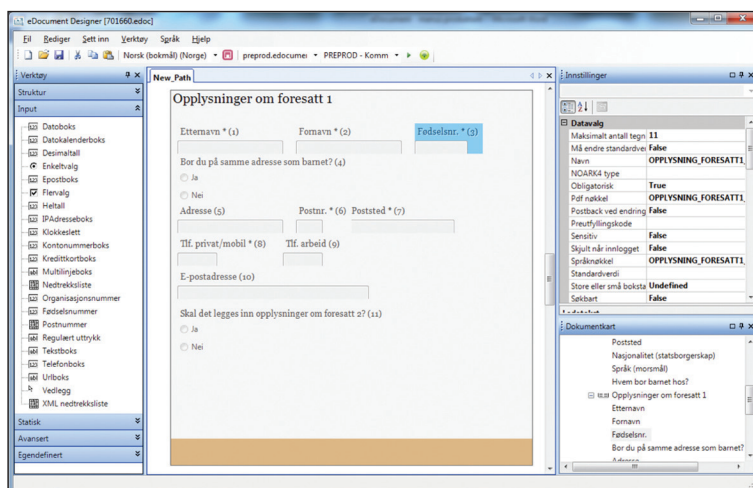 eDocument Designer [701660.edoc]
Fil Rediger Sett inn Verktøy Språk Hjelp
Norsk (bokmål) (Norge) preprod.edocumei PREPROD - Komm
Verktøy
Struktur
Input
Datoboks
Datokalenderboks
Desimaltall
Enkeltvalg
Epostboks
Flervalg
Heltall
IPAdresseboks
Klokkeslett
Kontonummerboks
Kredittkortboks
Multilinjeboks
Nedtrekksliste
Organisasjonsnummer
Fødselsnummer
Postnummer
Regulært uttrykk
Tekstboks
Telefonboks
Urlboks
Vedlegg
XML nedtrekksliste
Statisk
Avansert
Egendefinert
New_Path
Opplysninger om foresatt 1
Etternavn * (1) Fornavn * (2) Fødselsnr. * (3)
Bor du på samme adresse som barnet? (4)
Ja
Nei
Adresse (5) Postnr. * (6) Poststed * (7)
Tlf. privat/mobil * (8) Tlf. arbeid (9)
E-postadresse (10)
Skal det legges inn opplysninger om foresatt 2? (11)
Ja
Nei
Innstillinger
Datavalg
Maksimalt antall tegn 11
Må endre standardver False
Navn OPPLYSNING_FORESATT1_
NOARK4 type
Obligatorisk True
Pdf nøkkel OPPLYSNING_FORESATT1_
Postback ved endring False
Preutfyllingskode
Sensitiv False
Skjult når innlogget False
Språknøkkel OPPLYSNING_FORESATT1_
Standardverdi
Store eller små boksta Undefined
Søkbart False
Dokumentkart
Poststed
Nasjonalitet (statsborgerskap)
Språk (morsmål)
Hvem bor barnet hos?
Opplysninger om foresatt 1
Etternavn
Fornavn
Fødselsnr.
Bor du på samme adresse som barnet?
Adresse